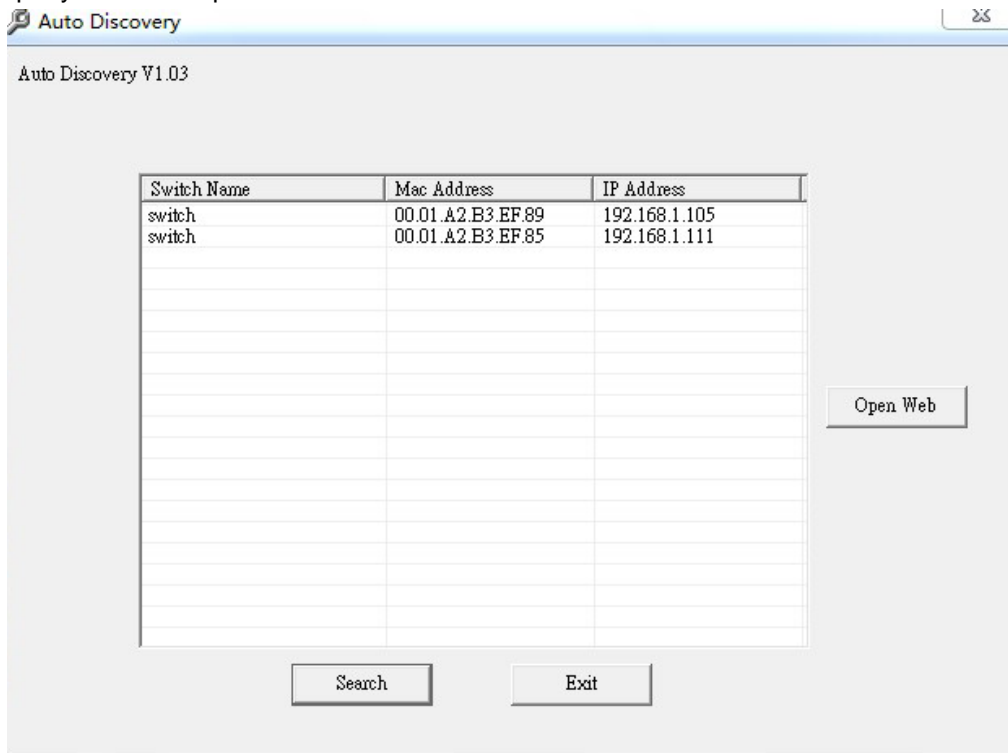 Auto Discovery
Auto Discovery V1.03
Switch Name Mac Address IP Address
switch 00.01.A2.B3.EF.89 192.168.1.105
switch 00.01.A2.B3.EF.85 192.168.1.111
Open Web
Search Exit